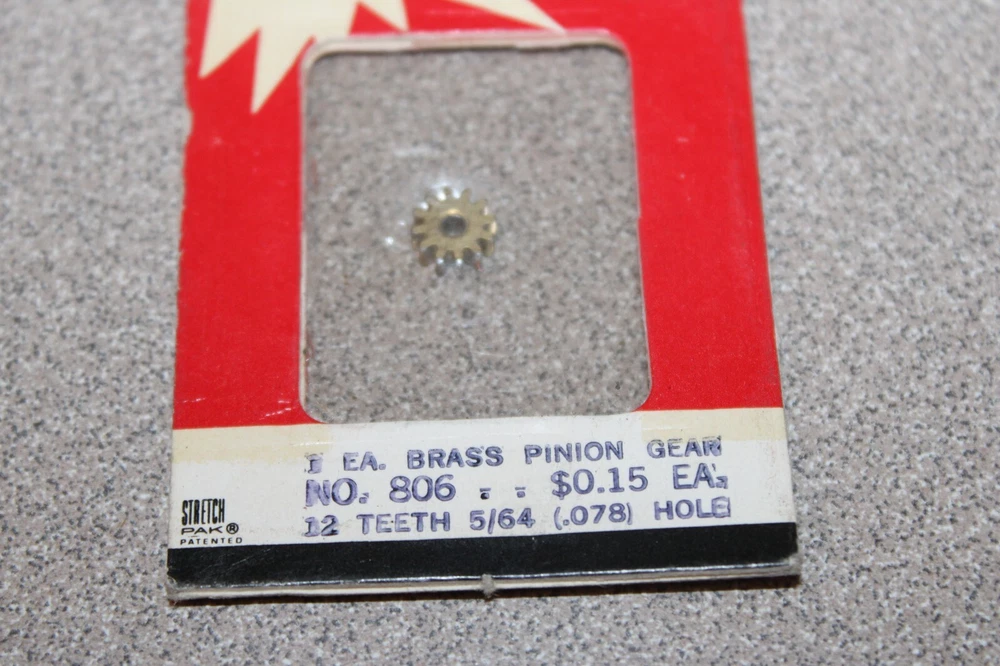 1 EA. BRASS PINION GEAR
NO. 806 . . $0.15 EA.
12 TEETH 5/64 (.078) HOLE
STRETCH
PAK®
PATENTED